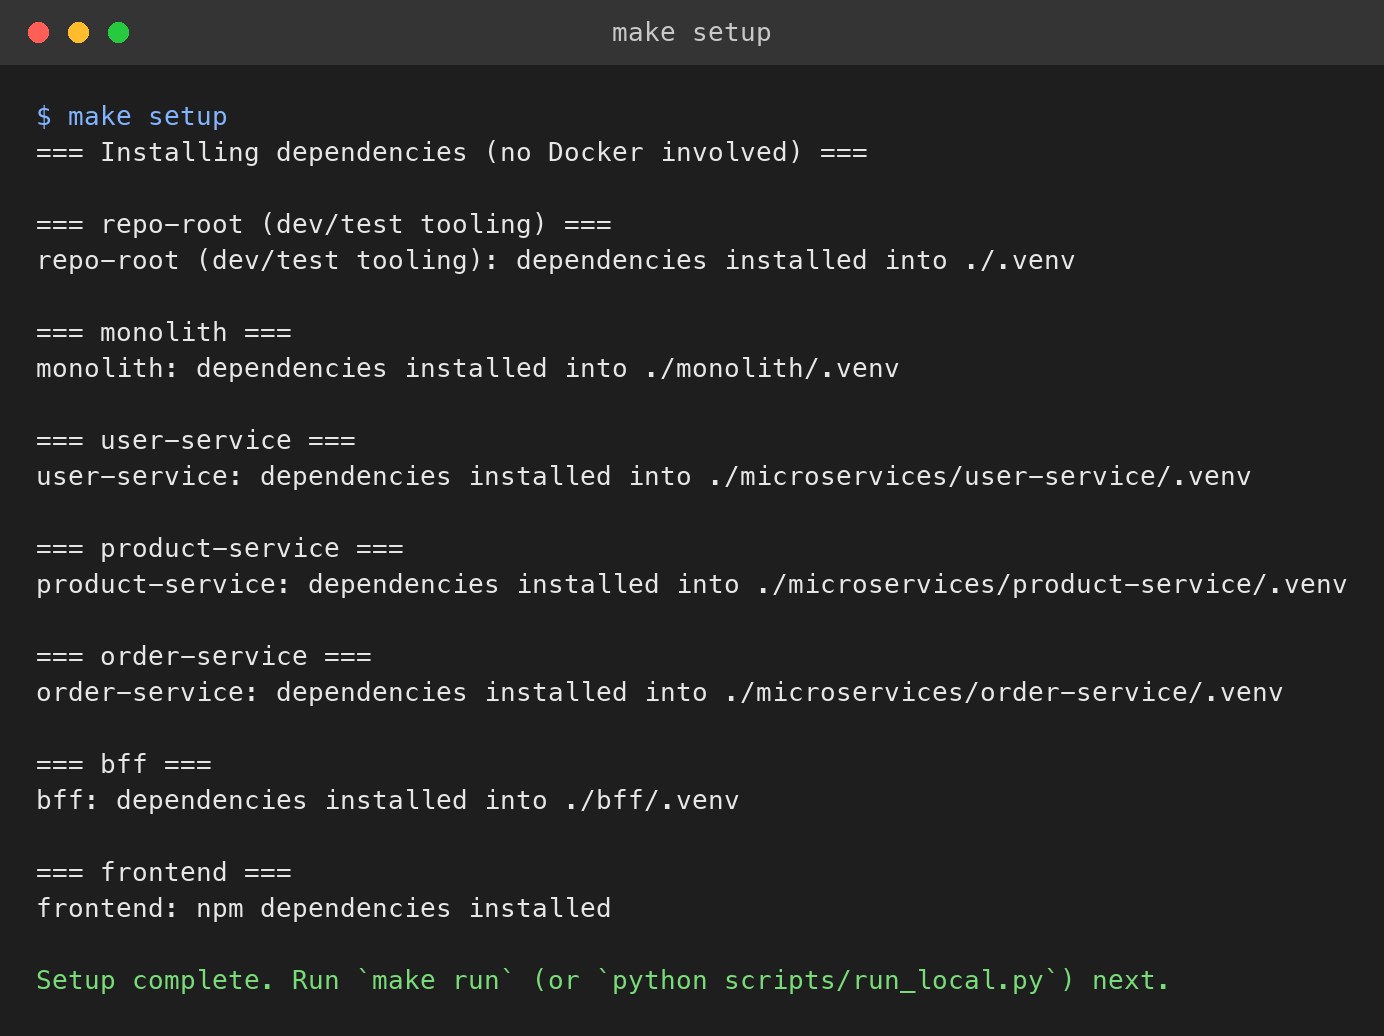 make setup
$ make setup
=== Installing dependencies (no Docker involved) ===
=== repo-root (dev/test tooling) ===
repo-root (dev/test tooling): dependencies installed into ./.venv
=== monolith ===
monolith: dependencies installed into ./monolith/.venv
=== user-service ===
user-service: dependencies installed into ./microservices/user-service/.venv
=== product-service ===
product-service: dependencies installed into ./microservices/product-service/.venv
=== order-service ===
order-service: dependencies installed into ./microservices/order-service/.venv
=== bff ===
bff: dependencies installed into ./bff/.venv
=== frontend ===
frontend: npm dependencies installed
Setup complete. Run `make run` (or `python scripts/run_local.py`) next.